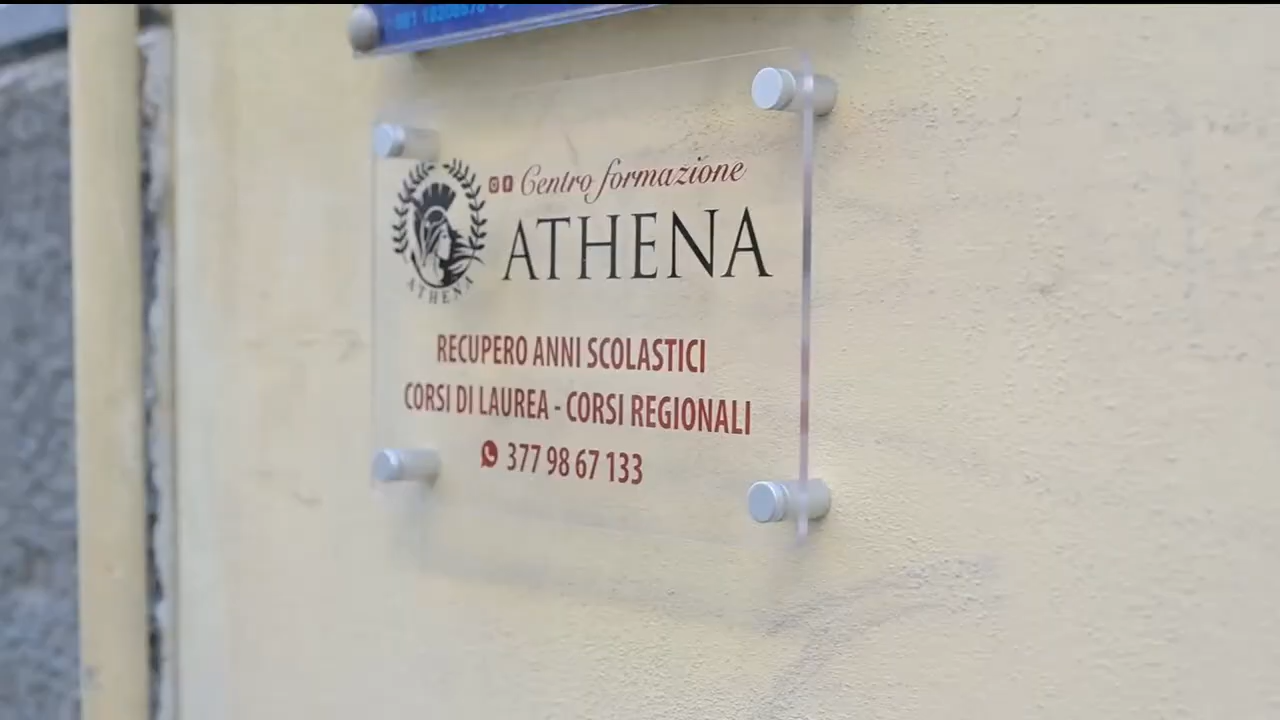 Centro formazione
ATHENA
ATHENA
RECUPERO ANNI SCOLASTICI
CORSI DI LAUREA - CORSI REGIONALI
377 98 67 133